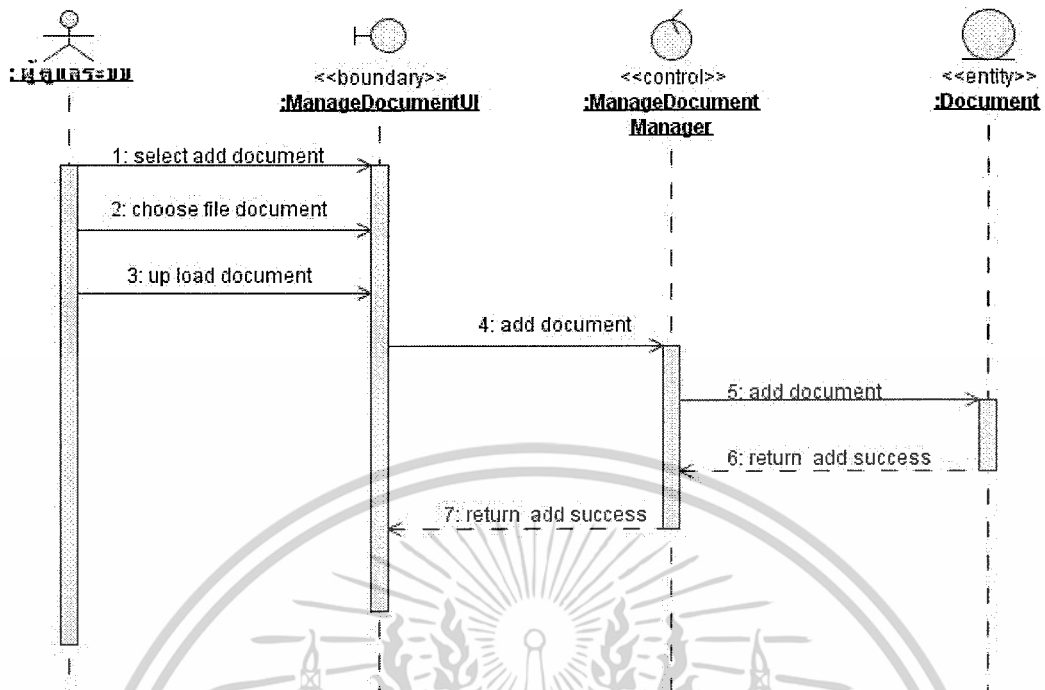 :ผู้ดูแลระบบ
<<boundary>>
:ManageDocumentUI
<<control>>
:ManageDocument
Manager
<<entity>>
:Document
1: select add document
2: choose file document
3: up load document
4: add document
5: add document
6: return add success
7: return add success